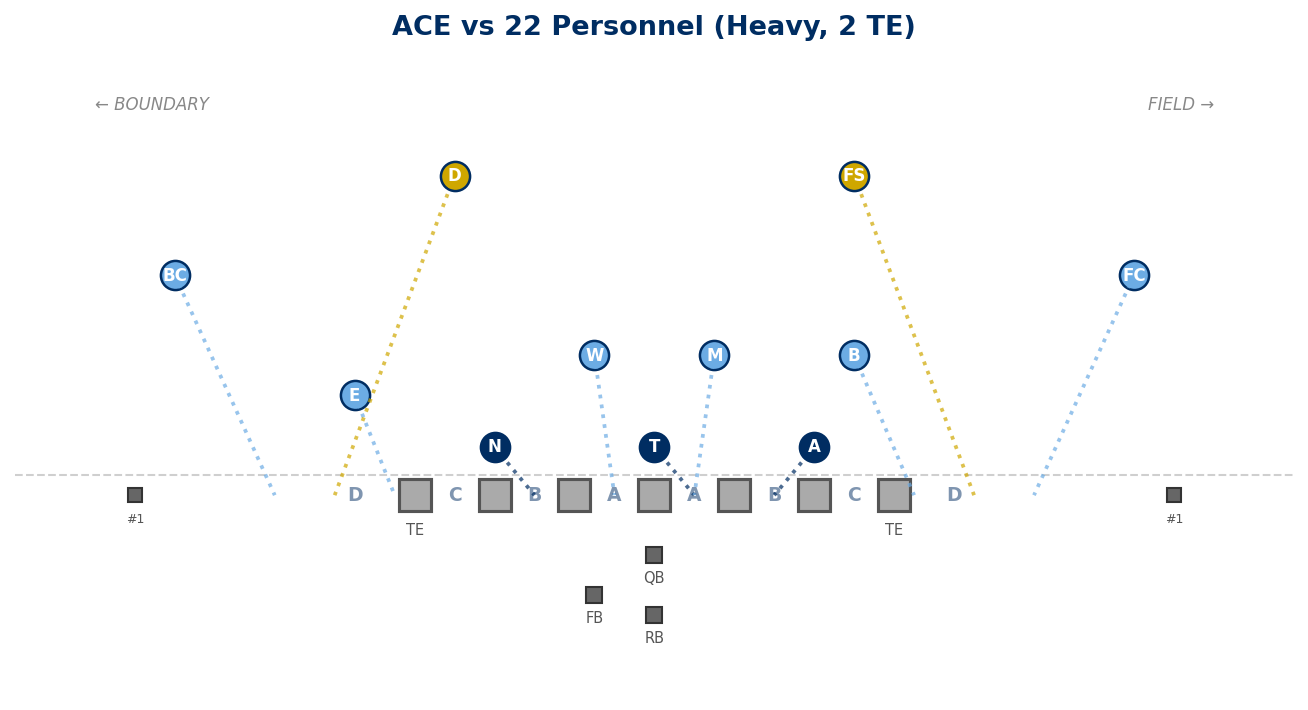 ACE vs 22 Personnel (Heavy, 2 TE)
← BOUNDARY
FIELD →
D
FS
BC
FC
W
M
B
E
N
T
A
D
C
B
A
A
B
C
D
#1
TE
TE
#1
QB
FB
RB